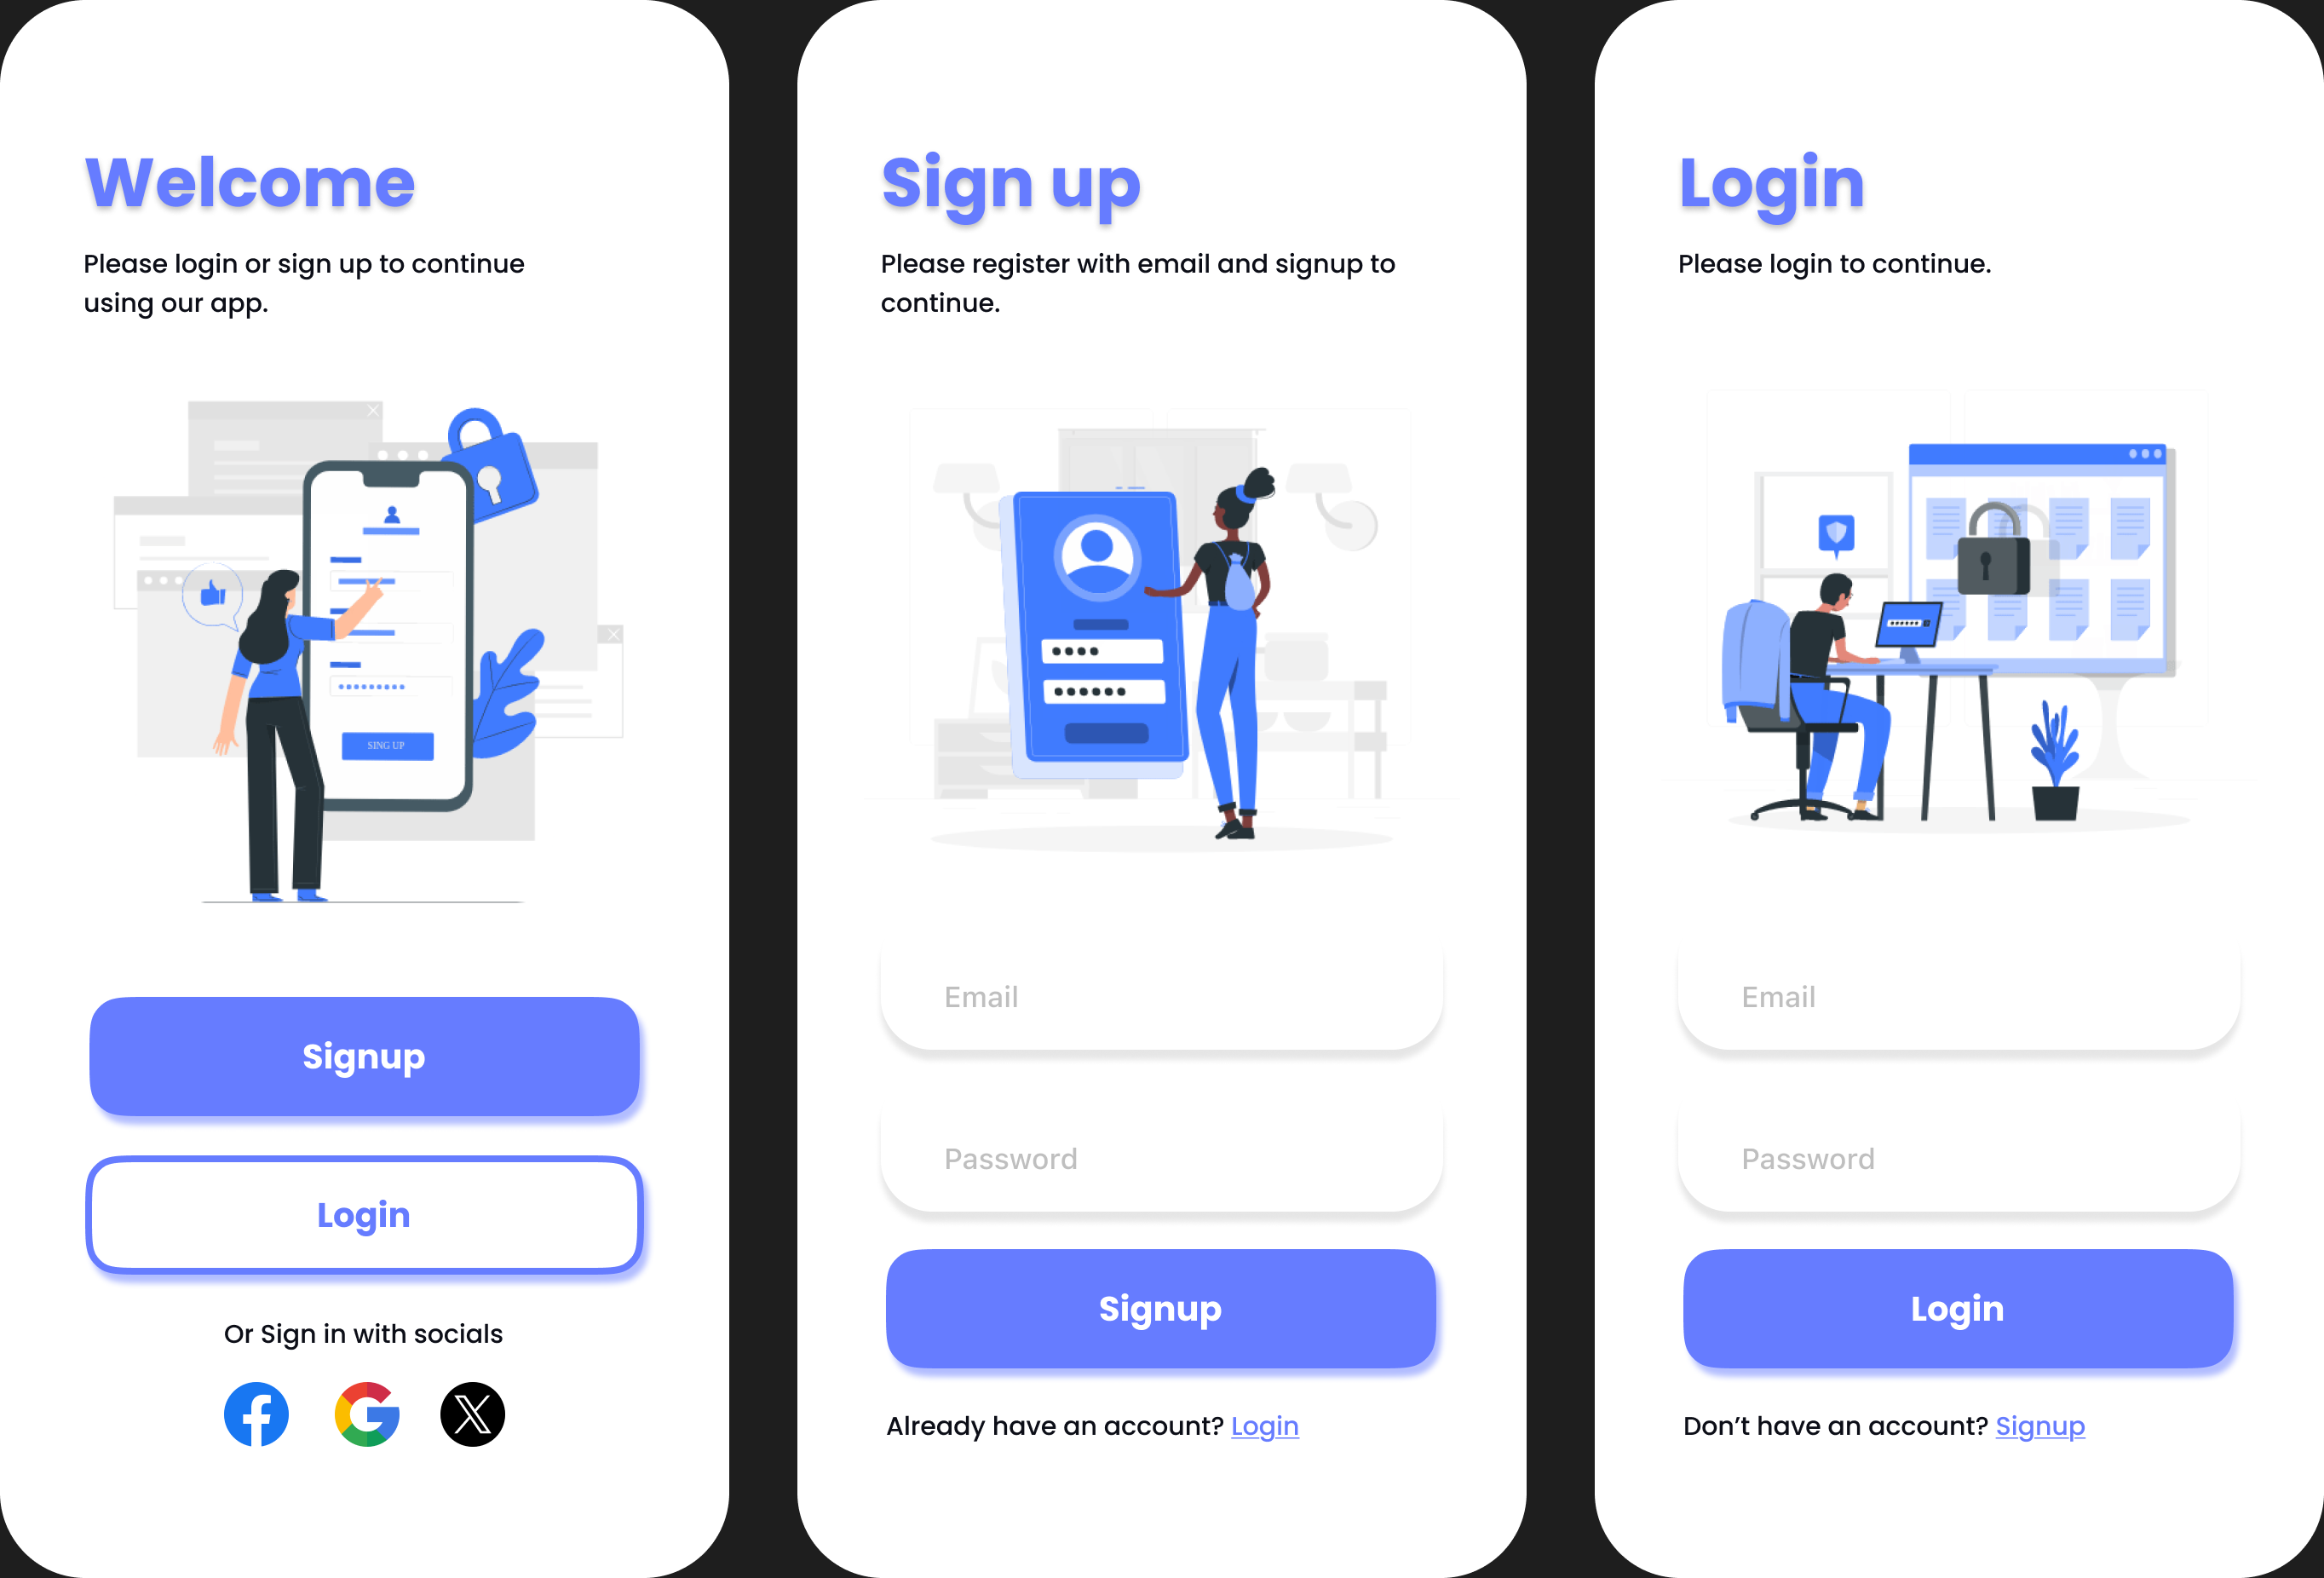 Welcome
Please login or sign up to continue
using our app.
SING UP
Signup
Login
Or Sign in with socials
Sign up
Please register with email and signup to
continue.
Email
Password
Signup
Already have an account? Login
Login
Please login to continue.
Email
Password
Login
Don’t have an account? Signup